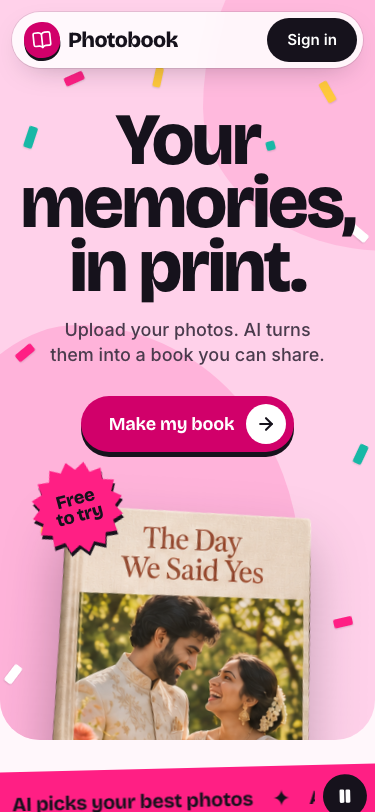 Photobook
Sign in
Your
memories,
in print.
Upload your photos. AI turns
them into a book you can share.
Make my book
Free
to try
The Day
We Said Yes
AI picks your best photos